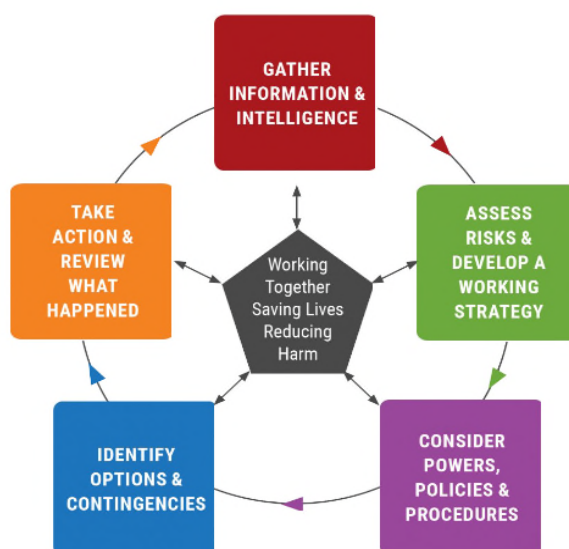 GATHER
INFORMATION &
INTELLIGENCE
ASSESS
RISKS &
DEVELOP A
WORKING
STRATEGY
CONSIDER
POWERS,
POLICIES &
PROCEDURES
IDENTIFY
OPTIONS &
CONTINGENCIES
TAKE
ACTION &
REVIEW
WHAT
HAPPENED
Working
Together
Saving Lives
Reducing
Harm